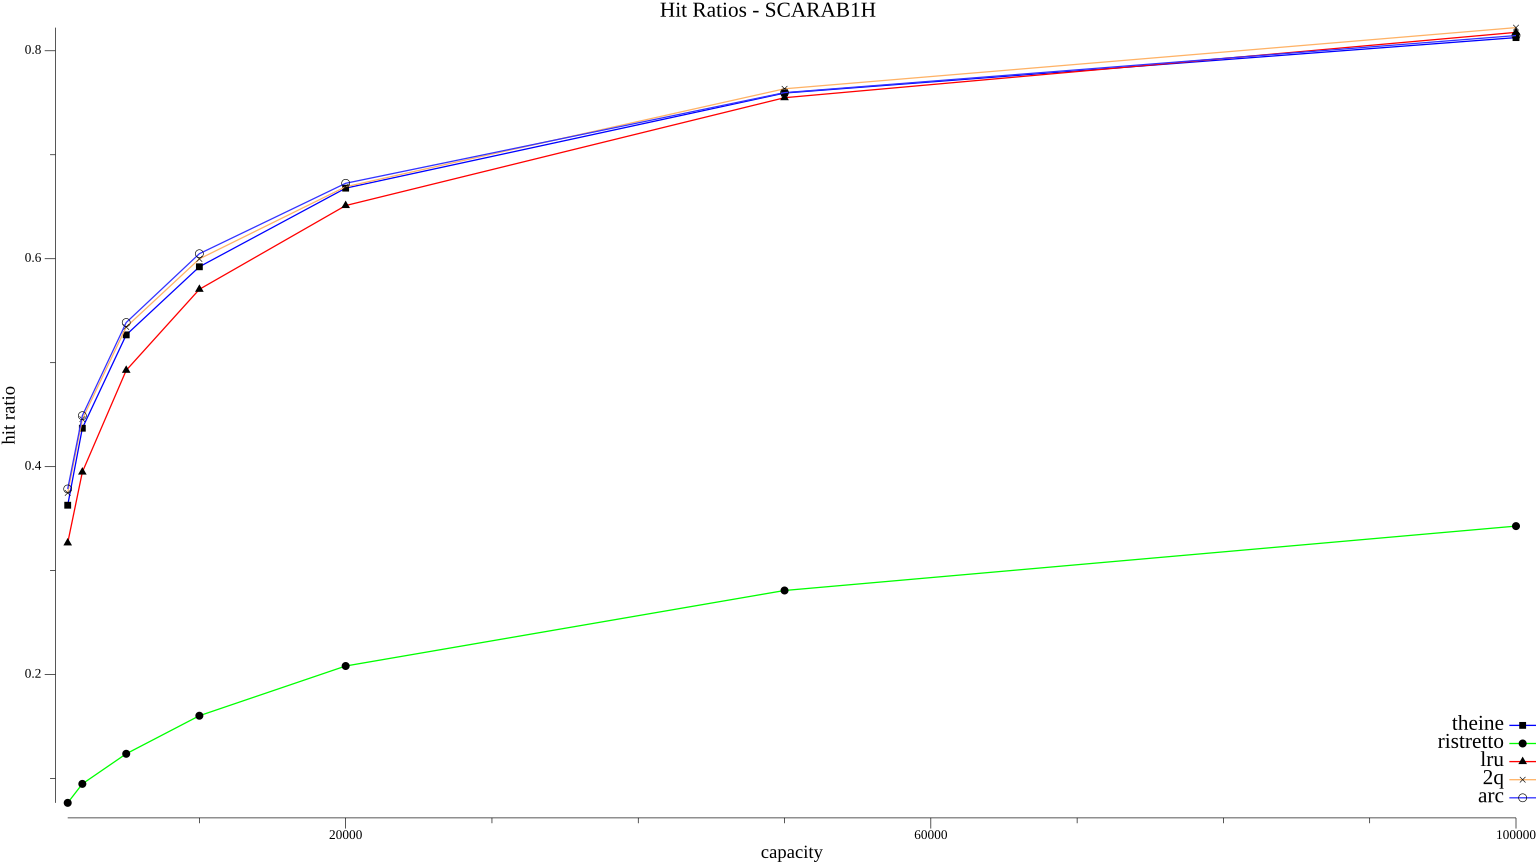 Hit Ratios - SCARAB1H
0.8
0.6
0.4
0.2
hit ratio
theine
ristretto
lru
2q
arc
20000
60000
100000
capacity